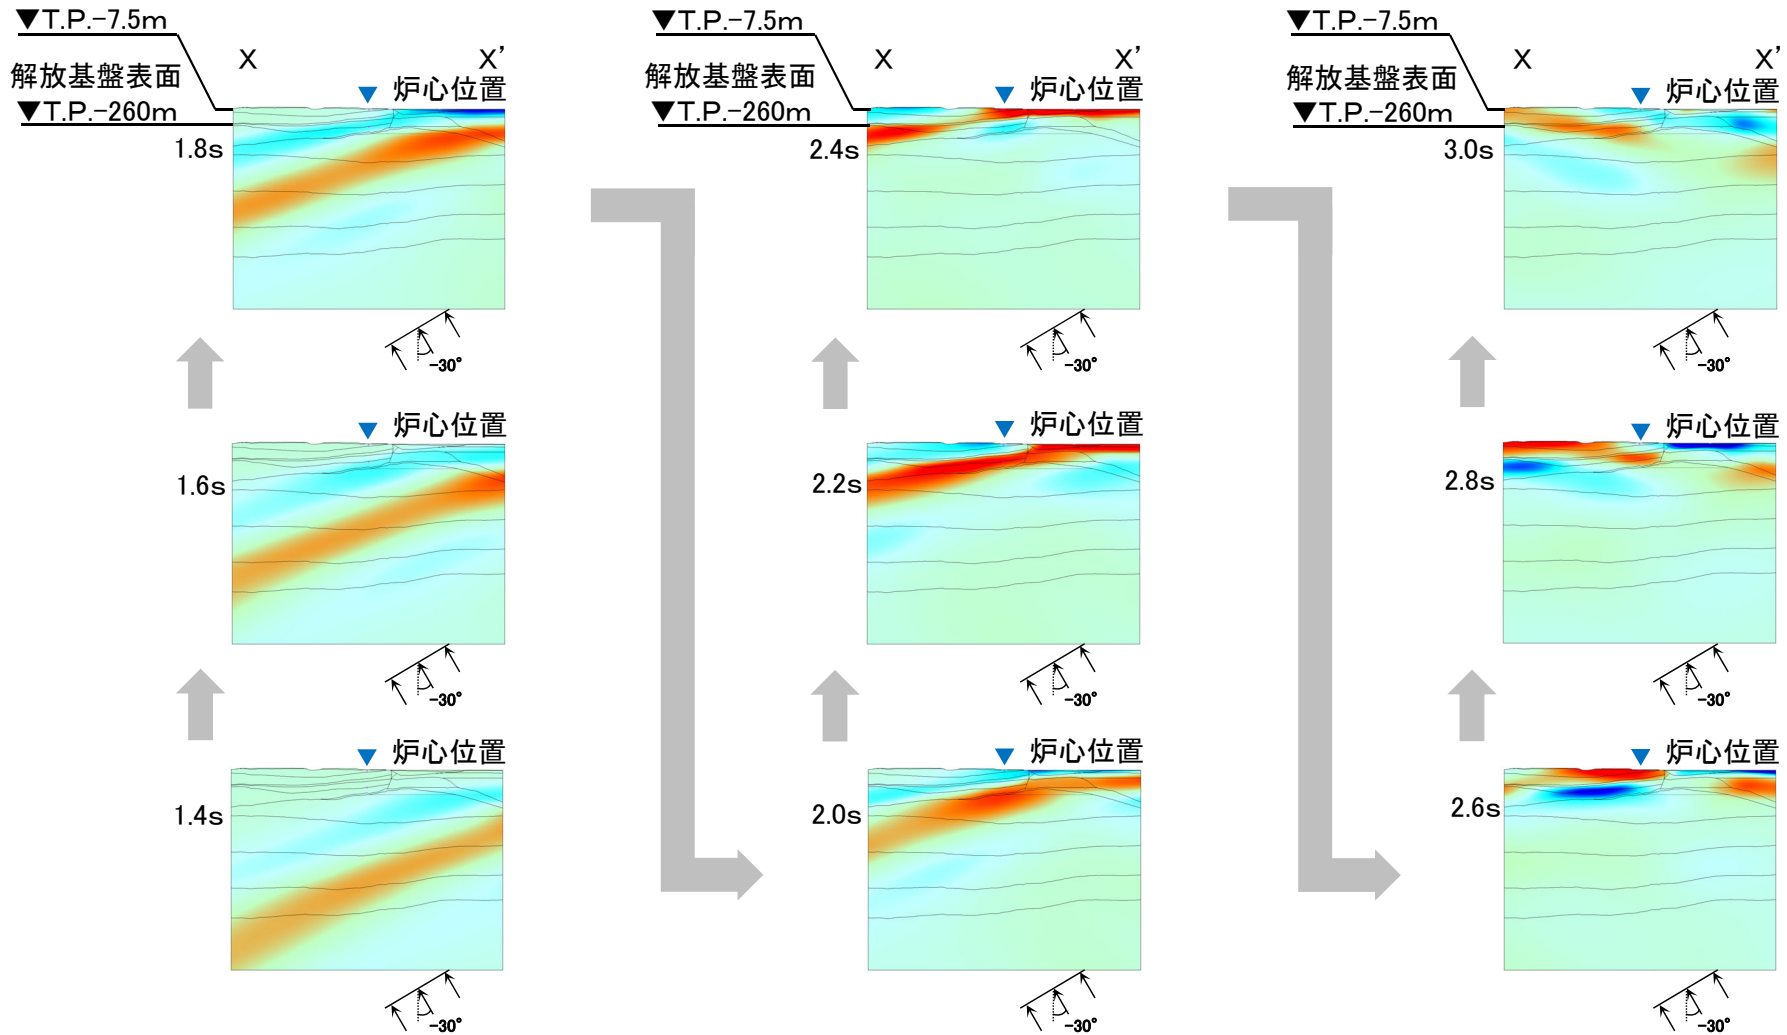 ▼T.P.-7.5m
X X’
解放基盤表面
▼T.P.-260m
炉心位置
1.8s
-30°
炉心位置
1.6s
-30°
炉心位置
1.4s
-30°
▼T.P.-7.5m
X X’
解放基盤表面
▼T.P.-260m
炉心位置
2.4s
-30°
炉心位置
2.2s
-30°
炉心位置
2.0s
-30°
▼T.P.-7.5m
X X’
解放基盤表面
▼T.P.-260m
炉心位置
3.0s
-30°
炉心位置
2.8s
-30°
炉心位置
2.6s
-30°